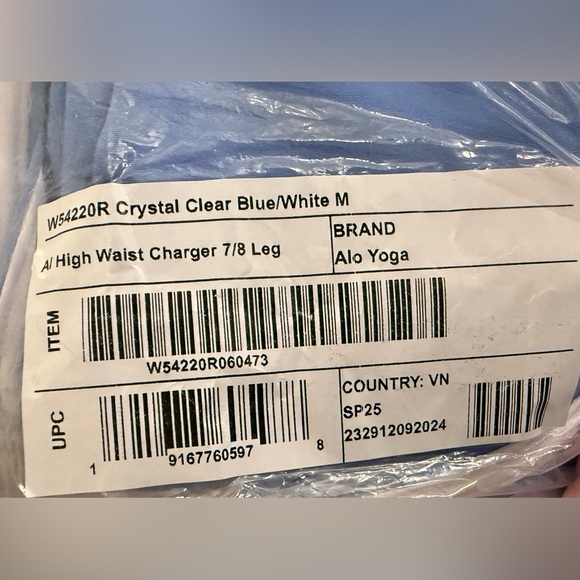 W54220R Crystal Clear Blue/White M
A/ High Waist Charger 7/8 Leg
BRAND
Alo Yoga
ITEM
W54220R060473
UPC
1 9167760597 8
COUNTRY: VN
SP25
232912092024